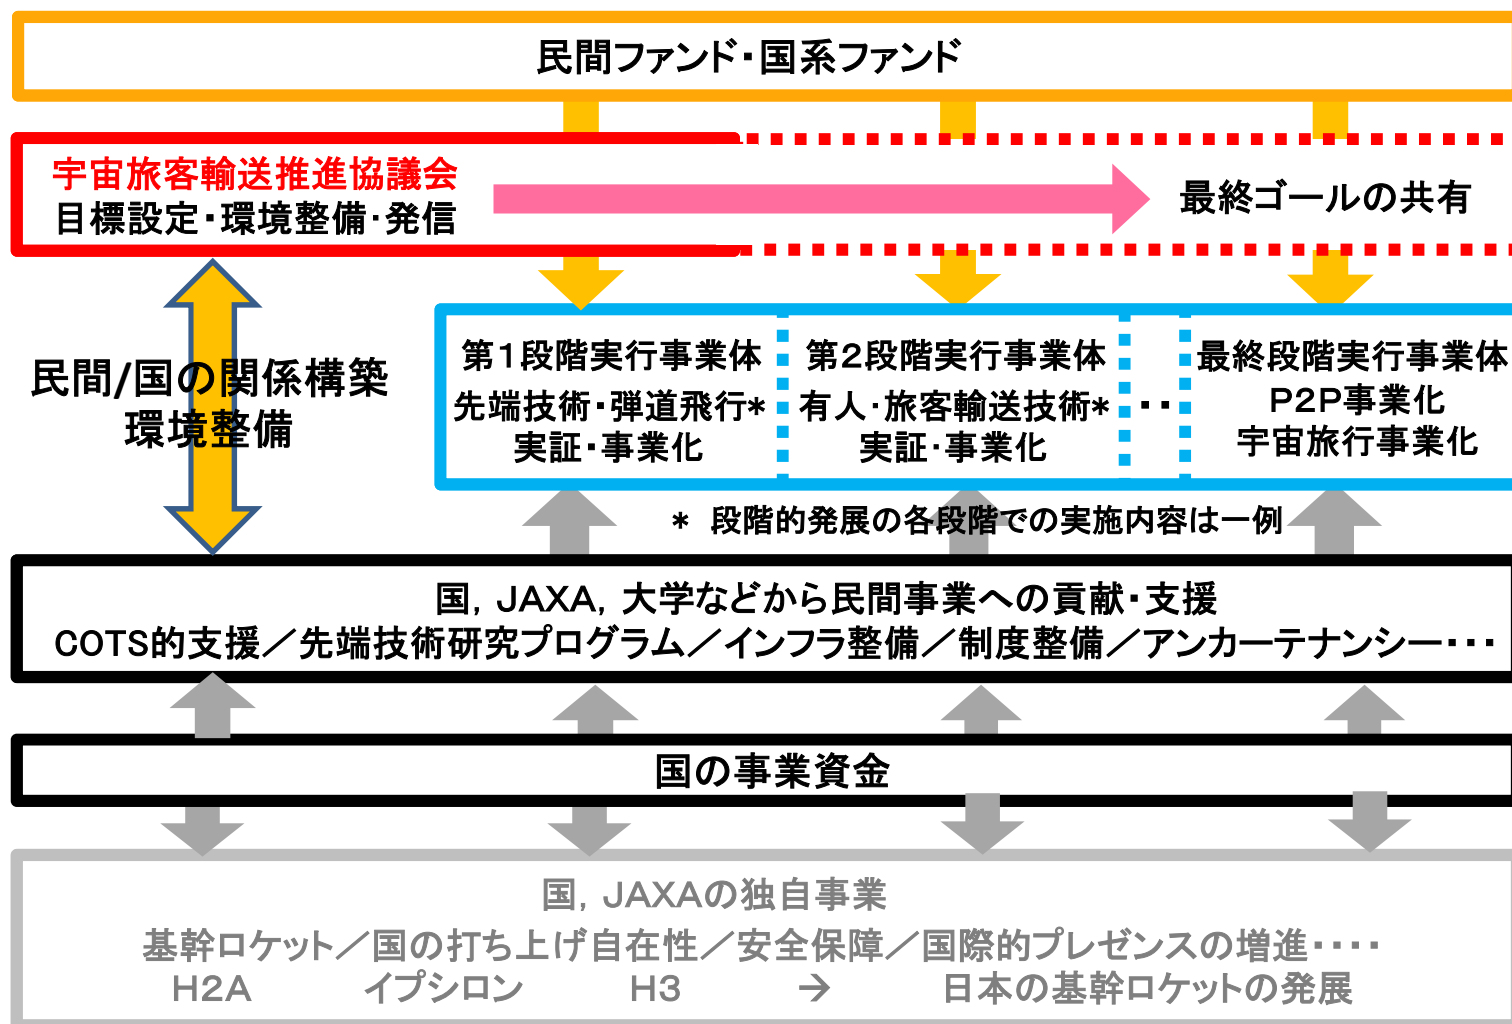 民間ファンド・国系ファンド
宇宙旅客輸送推進協議会
目標設定・環境整備・発信
最終ゴールの共有
民間/国の関係構築
環境整備
第１段階実行事業体
先端技術・弾道飛行*
実証・事業化
第２段階実行事業体
有人・旅客輸送技術*
実証・事業化
・・
最終段階実行事業体
Ｐ２Ｐ事業化
宇宙旅行事業化
* 段階的発展の各段階での実施内容は一例
国，JAXA，大学などから民間事業への貢献・支援
COTS的支援／先端技術研究プログラム／インフラ整備／制度整備／アンカーテナンシー・・・
国の事業資金
国，JAXAの独自事業
基幹ロケット／国の打ち上げ自在性／安全保障／国際的プレゼンスの増進・・・・
H2A イプシロン H3 → 日本の基幹ロケットの発展